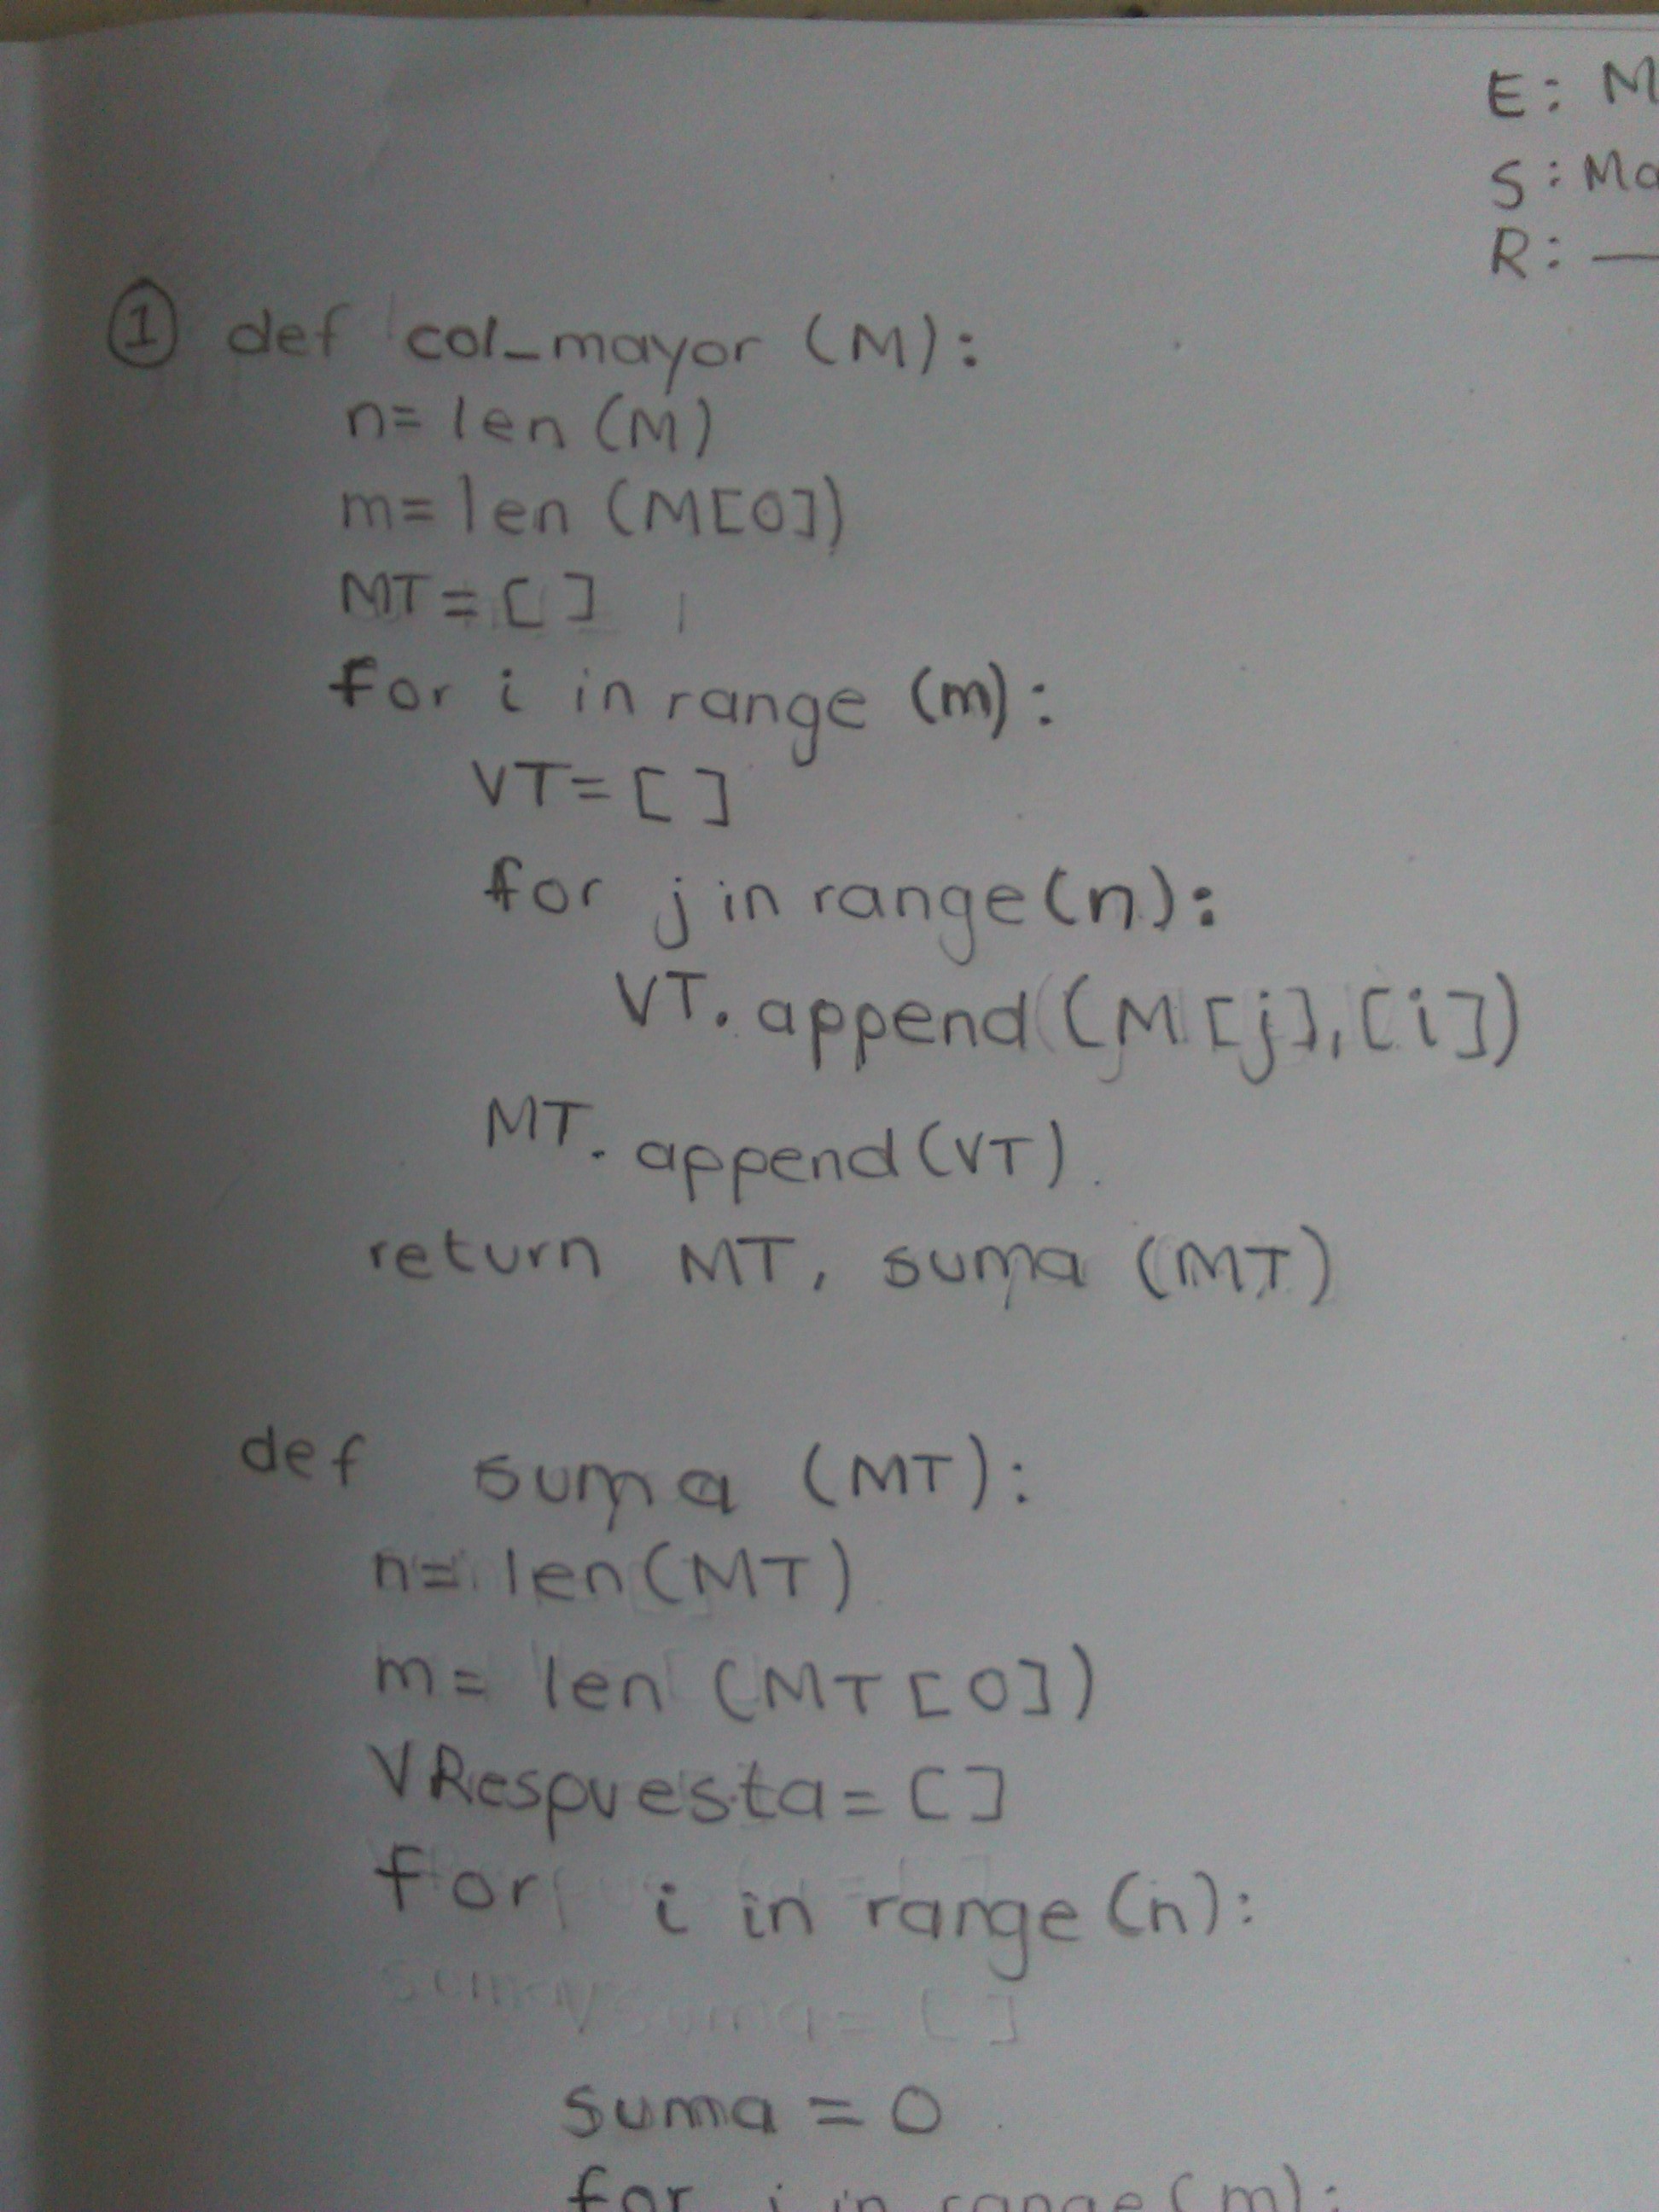 E: M
S: Ma
R: —
① def col_mayor (M):
n= len (M)
m= len (M[0])
MT= [ ]
for i in range (m):
VT= [ ]
for j in range(n):
VT. append (M[j],[i])
MT. append (VT)
return MT, suma (MT)
def suma (MT):
n= len(MT)
m= len (MT[0])
VRespuesta= [ ]
for i in range (n):
suma = 0
for j in range (m):